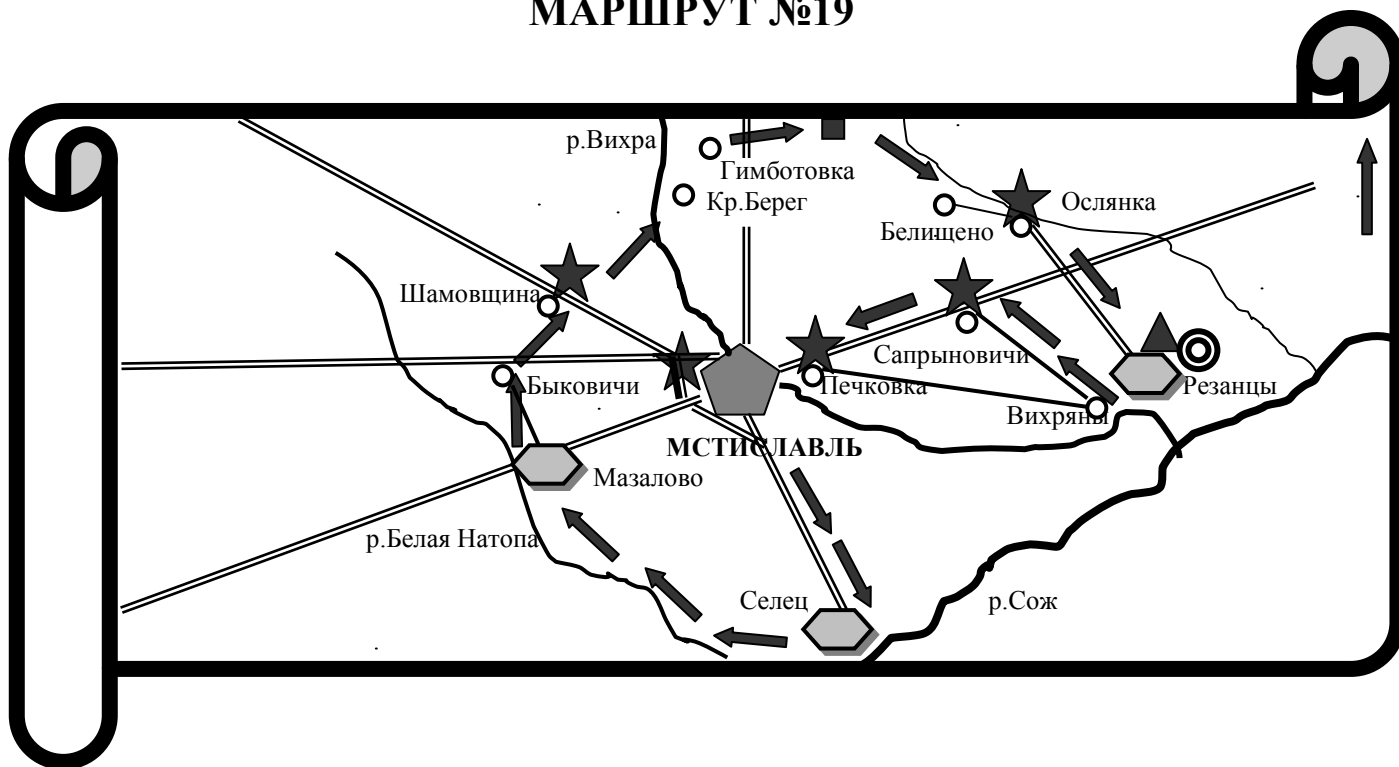 МАРШРУТ №19
р.Вихра
Гимботовка
Кр.Берег
Ослянка
Белищено
Шамовщина
Сапрыновичи
Быковичи
Печковка
Резанцы
Вихряны
МСТИСЛАВЛЬ
Мазалово
р.Белая Натопа
Селец
р.Сож